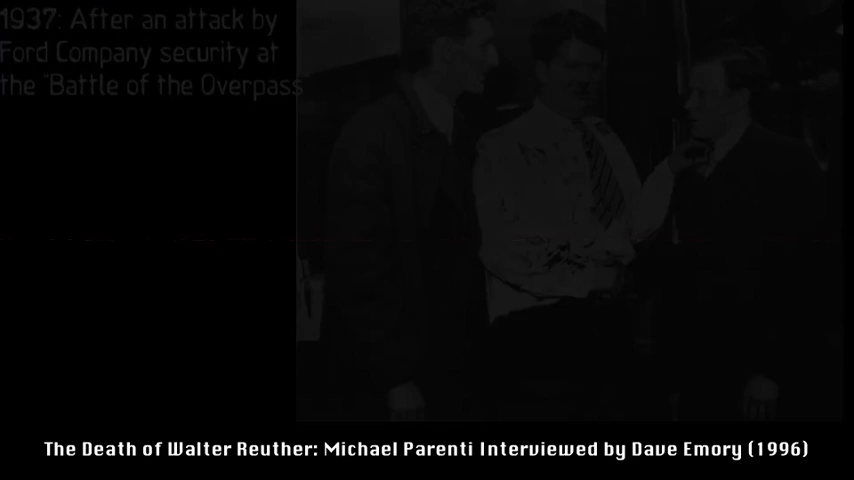 1937: After an attack by
Ford Company security at
the "Battle of the Overpass
The Death of Walter Reuther: Michael Parenti Interviewed by Dave Emory (1996)